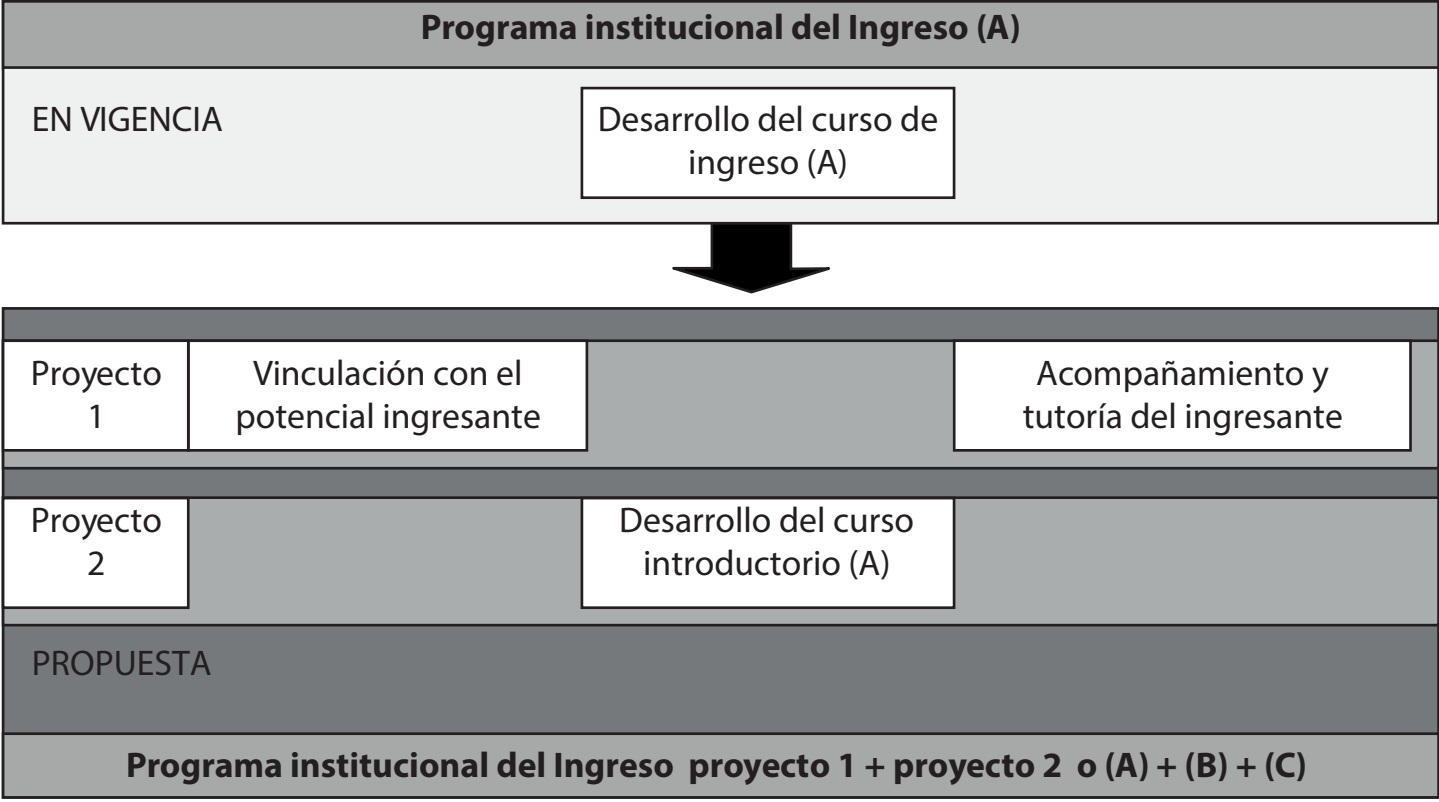 Programa institucional del Ingreso (A)
EN VIGENCIA
Desarrollo del curso de
ingreso (A)
Proyecto
1
Vinculación con el
potencial ingresante
Acompañamiento y
tutoría del ingresante
Proyecto
2
Desarrollo del curso
introductorio (A)
PROPUESTA
Programa institucional del Ingreso proyecto 1 + proyecto 2 o (A) + (B) + (C)